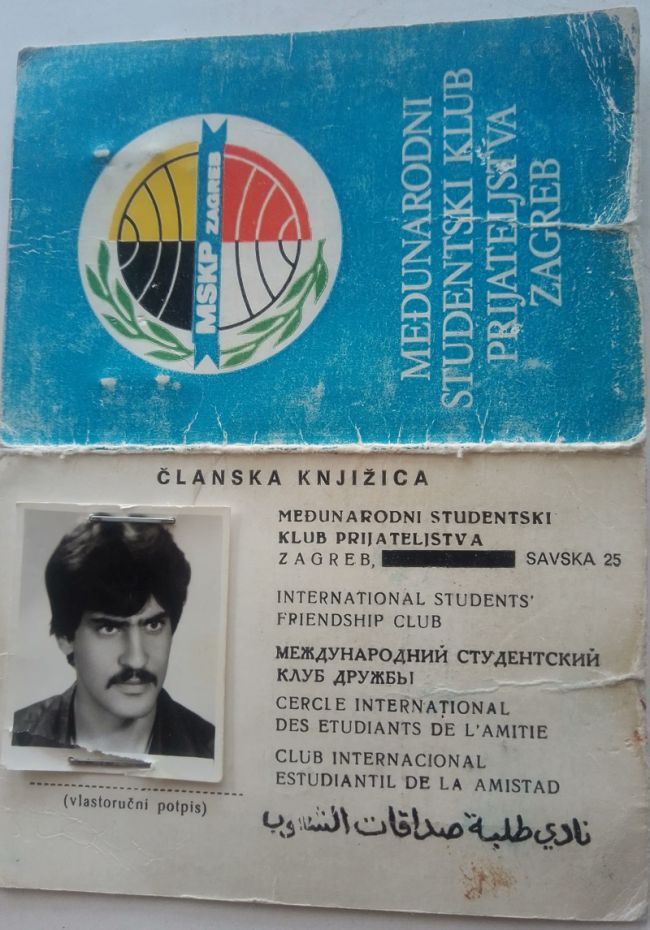 MSKP ZAGREB
MEĐUNARODNI
STUDENTSKI KLUB
PRIJATELJSTVA
ZAGREB
ČLANSKA KNJIŽICA
MEĐUNARODNI STUDENTSKI
KLUB PRIJATELJSTVA
ZAGREB, SAVSKA 25
INTERNATIONAL STUDENTS'
FRIENDSHIP CLUB
МЕЖДУНАРОДНИЙ СТУДЕНТСКИЙ
КЛУБ ДРУЖБЫ
CERCLE INTERNATIONAL
DES ETUDIANTS DE L'AMITIE
CLUB INTERNACIONAL
ESTUDIANTIL DE LA AMISTAD
(vlastoručni potpis)
نادي طلبة صداقات